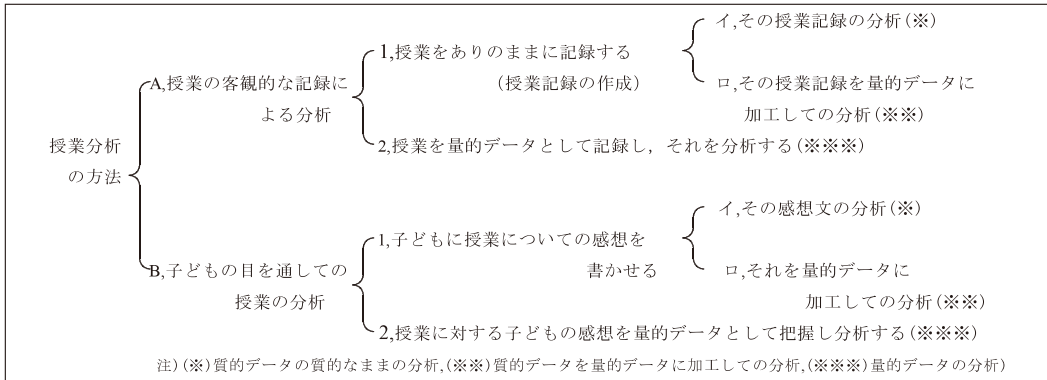 授業分析
の方法
A,授業の客観的な記録に
よる分析
1,授業をありのままに記録する
(授業記録の作成)
イ,その授業記録の分析(※)
ロ,その授業記録を量的データに
加工しての分析(※※)
2,授業を量的データとして記録し，それを分析する(※※※)
B,子どもの目を通しての
授業の分析
1,子どもに授業についての感想を
書かせる
イ,その感想文の分析(※)
ロ,それを量的データに
加工しての分析(※※)
2,授業に対する子どもの感想を量的データとして把握し分析する(※※※)
注)(※)質的データの質的なままの分析,(※※)質的データを量的データに加工しての分析,(※※※)量的データの分析)